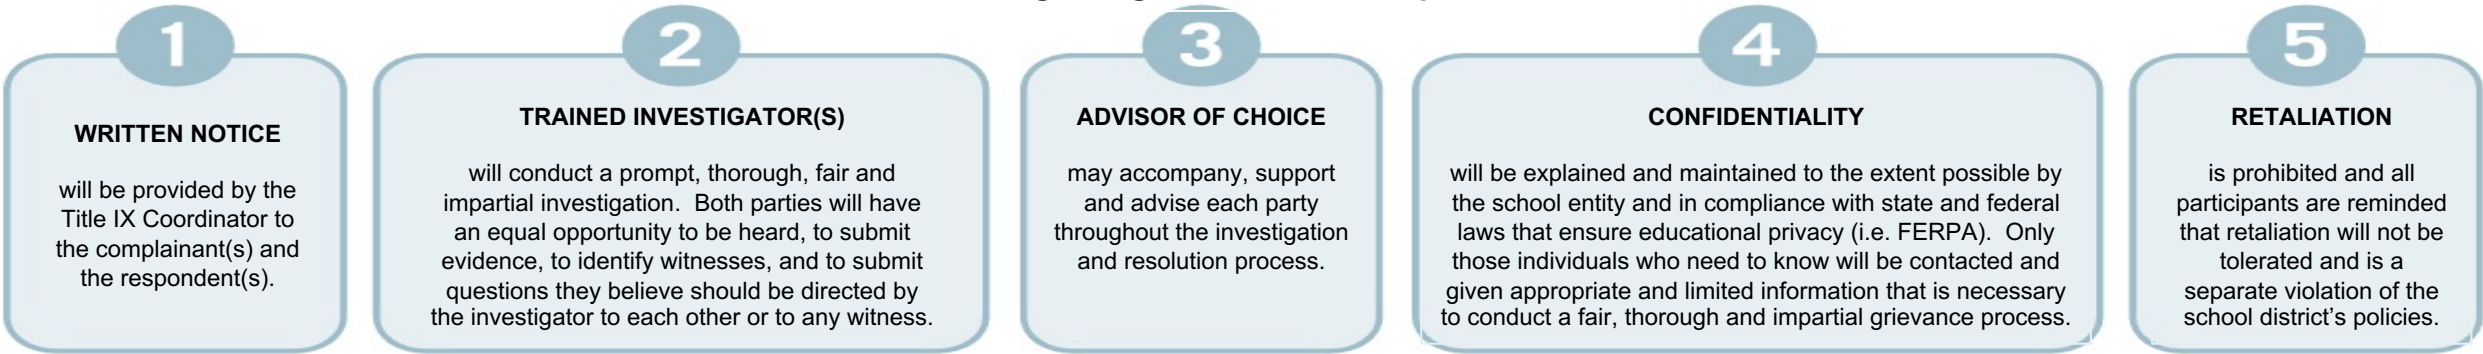 1
WRITTEN NOTICE
will be provided by the
Title IX Coordinator to
the complainant(s) and
the respondent(s).
2
TRAINED INVESTIGATOR(S)
will conduct a prompt, thorough, fair and
impartial investigation.  Both parties will have
an equal opportunity to be heard, to submit
evidence, to identify witnesses, and to submit
questions they believe should be directed by
the investigator to each other or to any witness.
3
ADVISOR OF CHOICE
may accompany, support
and advise each party
throughout the investigation
and resolution process.
4
CONFIDENTIALITY
will be explained and maintained to the extent possible by
the school entity and in compliance with state and federal
laws that ensure educational privacy (i.e. FERPA).  Only
those individuals who need to know will be contacted and
given appropriate and limited information that is necessary
to conduct a fair, thorough and impartial grievance process.
5
RETALIATION
is prohibited and all
participants are reminded
that retaliation will not be
tolerated and is a
separate violation of the
school district’s policies.